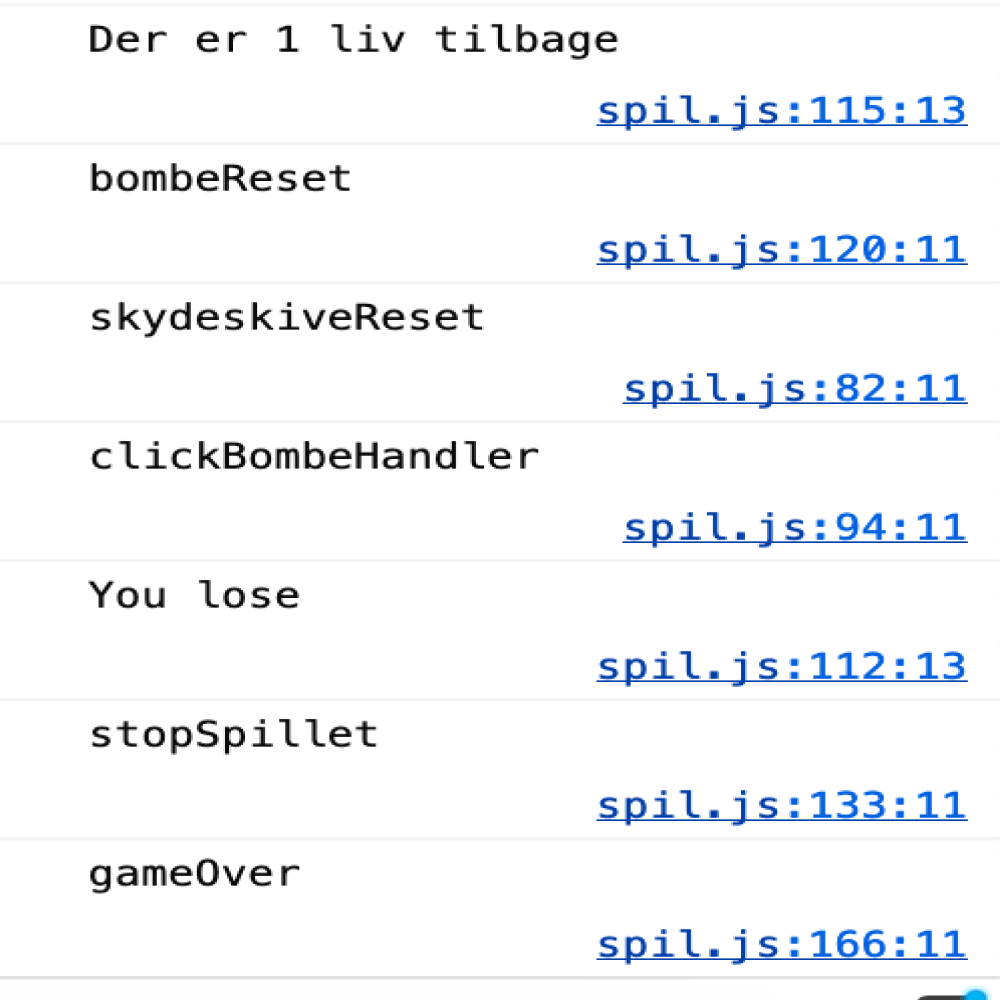 Der er 1 liv tilbage
spil.js:115:13
bombeReset
spil.js:120:11
skydeskiveReset
spil.js:82:11
clickBombeHandler
spil.js:94:11
You lose
spil.js:112:13
stopSpillet
spil.js:133:11
gameOver
spil.js:166:11